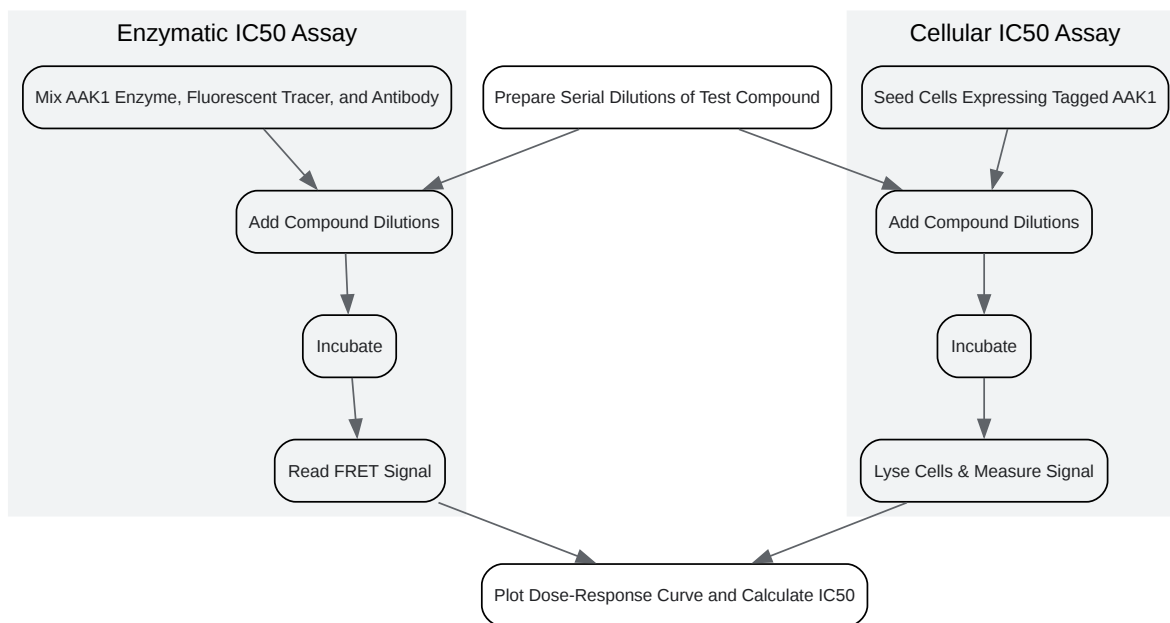 Enzymatic IC50 Assay
Cellular IC50 Assay
Mix AAK1 Enzyme, Fluorescent Tracer, and Antibody
Prepare Serial Dilutions of Test Compound
Seed Cells Expressing Tagged AAK1
Add Compound Dilutions
Add Compound Dilutions
Incubate
Incubate
Read FRET Signal
Lyse Cells & Measure Signal
Plot Dose-Response Curve and Calculate IC50